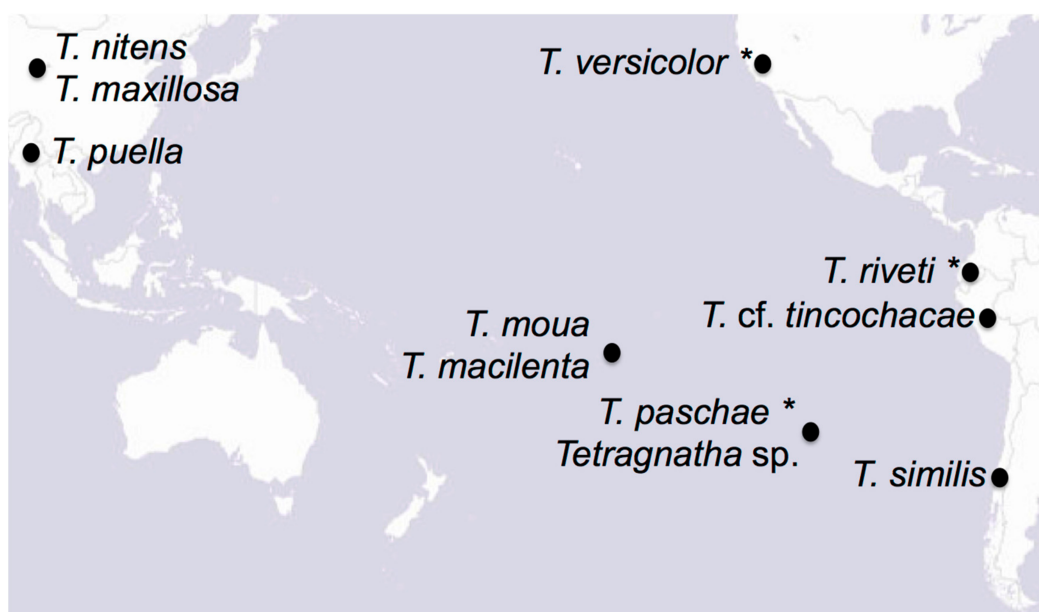 T. nitens
T. maxillosa
T. puella
T. versicolor *
T. riveti *
T. cf. tincochacae
T. moua
T. macilenta
T. paschae *
Tetragnatha sp.
T. similis